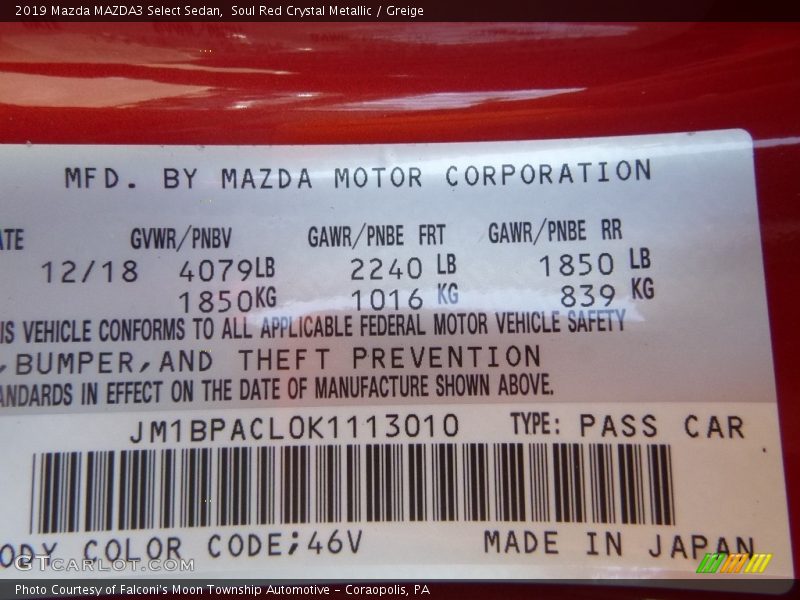 2019 Mazda MAZDA3 Select Sedan,  Soul Red Crystal Metallic / Greige
MFD. BY MAZDA MOTOR CORPORATION
ATE GVWR/PNBV GAWR/PNBE FRT GAWR/PNBE RR
12/18 4079LB 2240 LB 1850 LB
1850KG 1016 KG 839 KG
IS VEHICLE CONFORMS TO ALL APPLICABLE FEDERAL MOTOR VEHICLE SAFETY
,BUMPER,AND THEFT PREVENTION
ANDARDS IN EFFECT ON THE DATE OF MANUFACTURE SHOWN ABOVE.
JM1BPACL0K1113010 TYPE: PASS CAR
ODY COLOR CODE;46V MADE IN JAPAN
GTCARLOT.COM
Photo Courtesy of Falconi's Moon Township Automotive – Coraopolis, PA